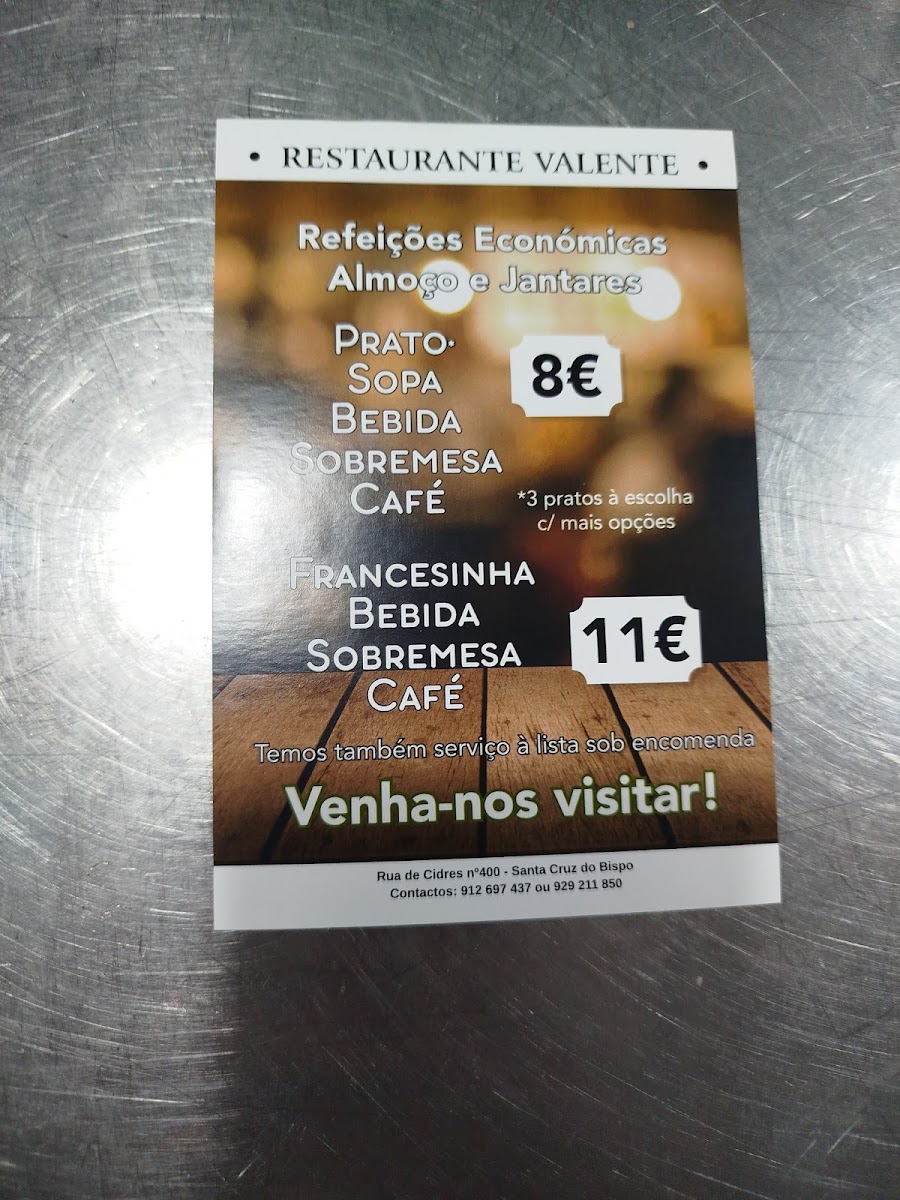 • RESTAURANTE VALENTE •
Refeições Económicas
Almoço e Jantares
PRATO*
SOPA
BEBIDA
SOBREMESA
CAFÉ
8€
*3 pratos à escolha
c/ mais opções
FRANCESINHA
BEBIDA
SOBREMESA
CAFÉ
11€
Temos também serviço à lista sob encomenda
Venha-nos visitar!
Rua de Cidres nº400 - Santa Cruz do Bispo
Contactos: 912 697 437 ou 929 211 850